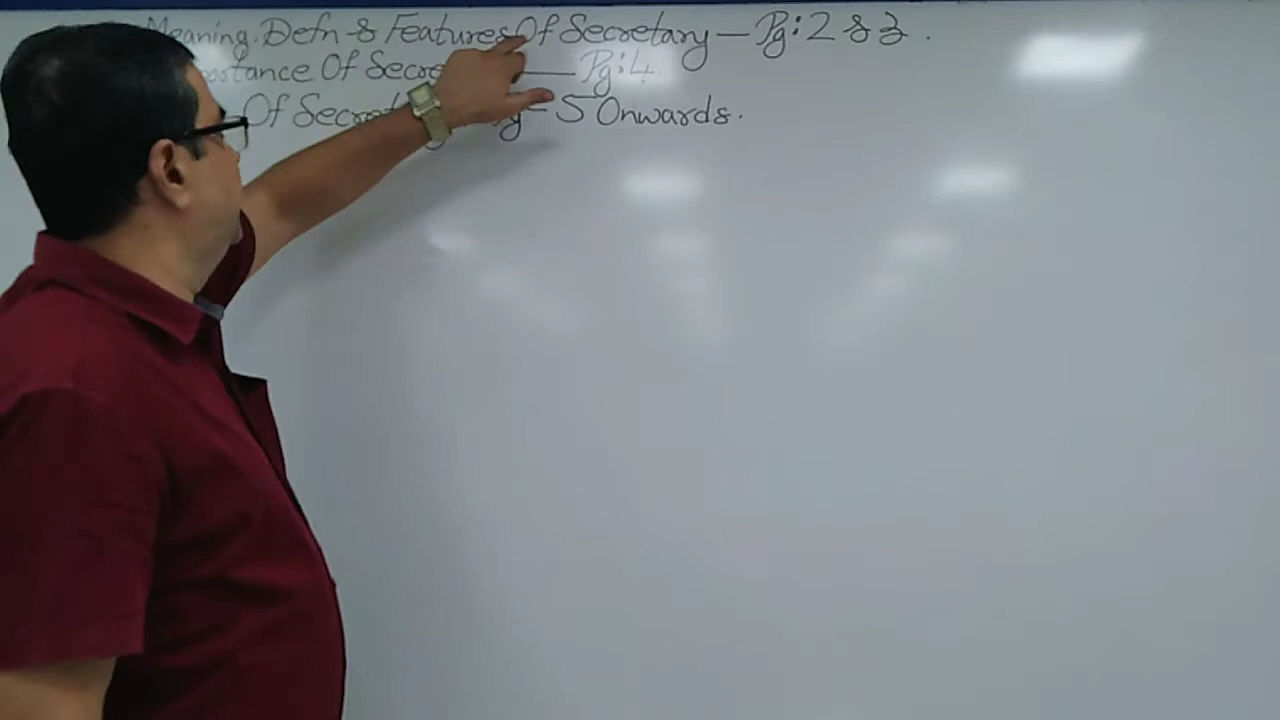 Meaning. Defn & Features Of Secretary – Pg: 2 & 3 .
Of Secre — Pg: 4
Of Secret – 5 Onwards.